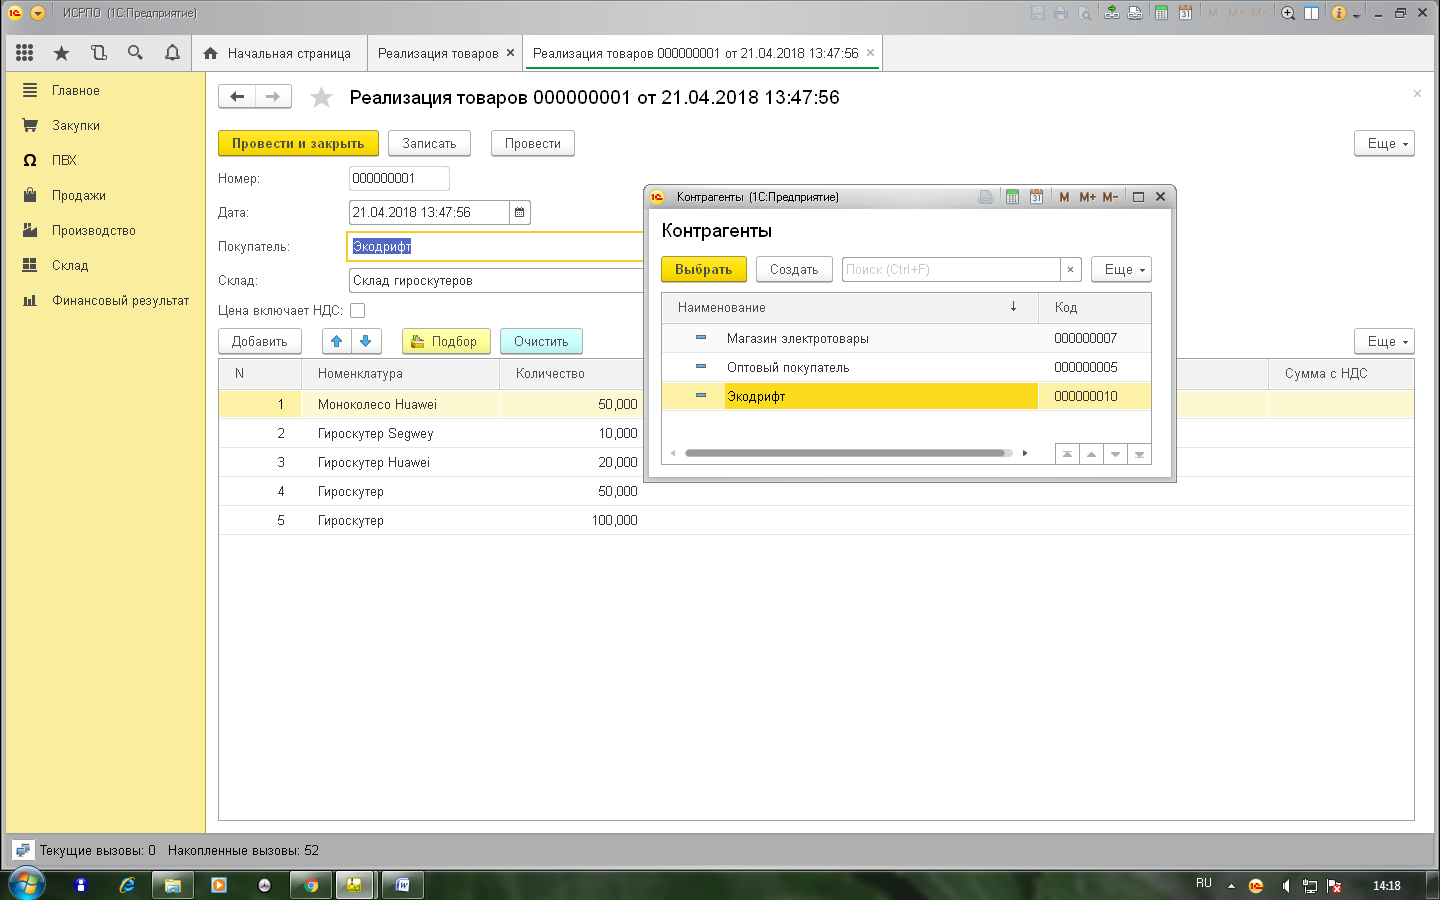 ИСРПО (1С:Предприятие)
M M+ M-
Начальная страница
Реализация товаров
Реализация товаров 000000001 от 21.04.2018 13:47:56
Главное
Закупки
ПВХ
Продажи
Производство
Склад
Финансовый результат
Реализация товаров 000000001 от 21.04.2018 13:47:56
Провести и закрыть
Записать
Провести
Еще
Номер: 000000001
Дата: 21.04.2018 13:47:56
Покупатель: Экодрифт
Склад: Склад гироскутеров
Цена включает НДС:
Добавить
Подбор
Очистить
Еще
N Номенклатура Количество Сумма с НДС
1 Моноколесо Huawei 50,000
2 Гироскутер Segwey 10,000
3 Гироскутер Huawei 20,000
4 Гироскутер 50,000
5 Гироскутер 100,000
Контрагенты (1С:Предприятие)
M M+ M-
Контрагенты
Выбрать
Создать
Поиск (Ctrl+F)
Еще
Наименование Код
Магазин электротовары 000000007
Оптовый покупатель 000000005
Экодрифт 000000010
Текущие вызовы: 0 Накопленные вызовы: 52
RU
14:18